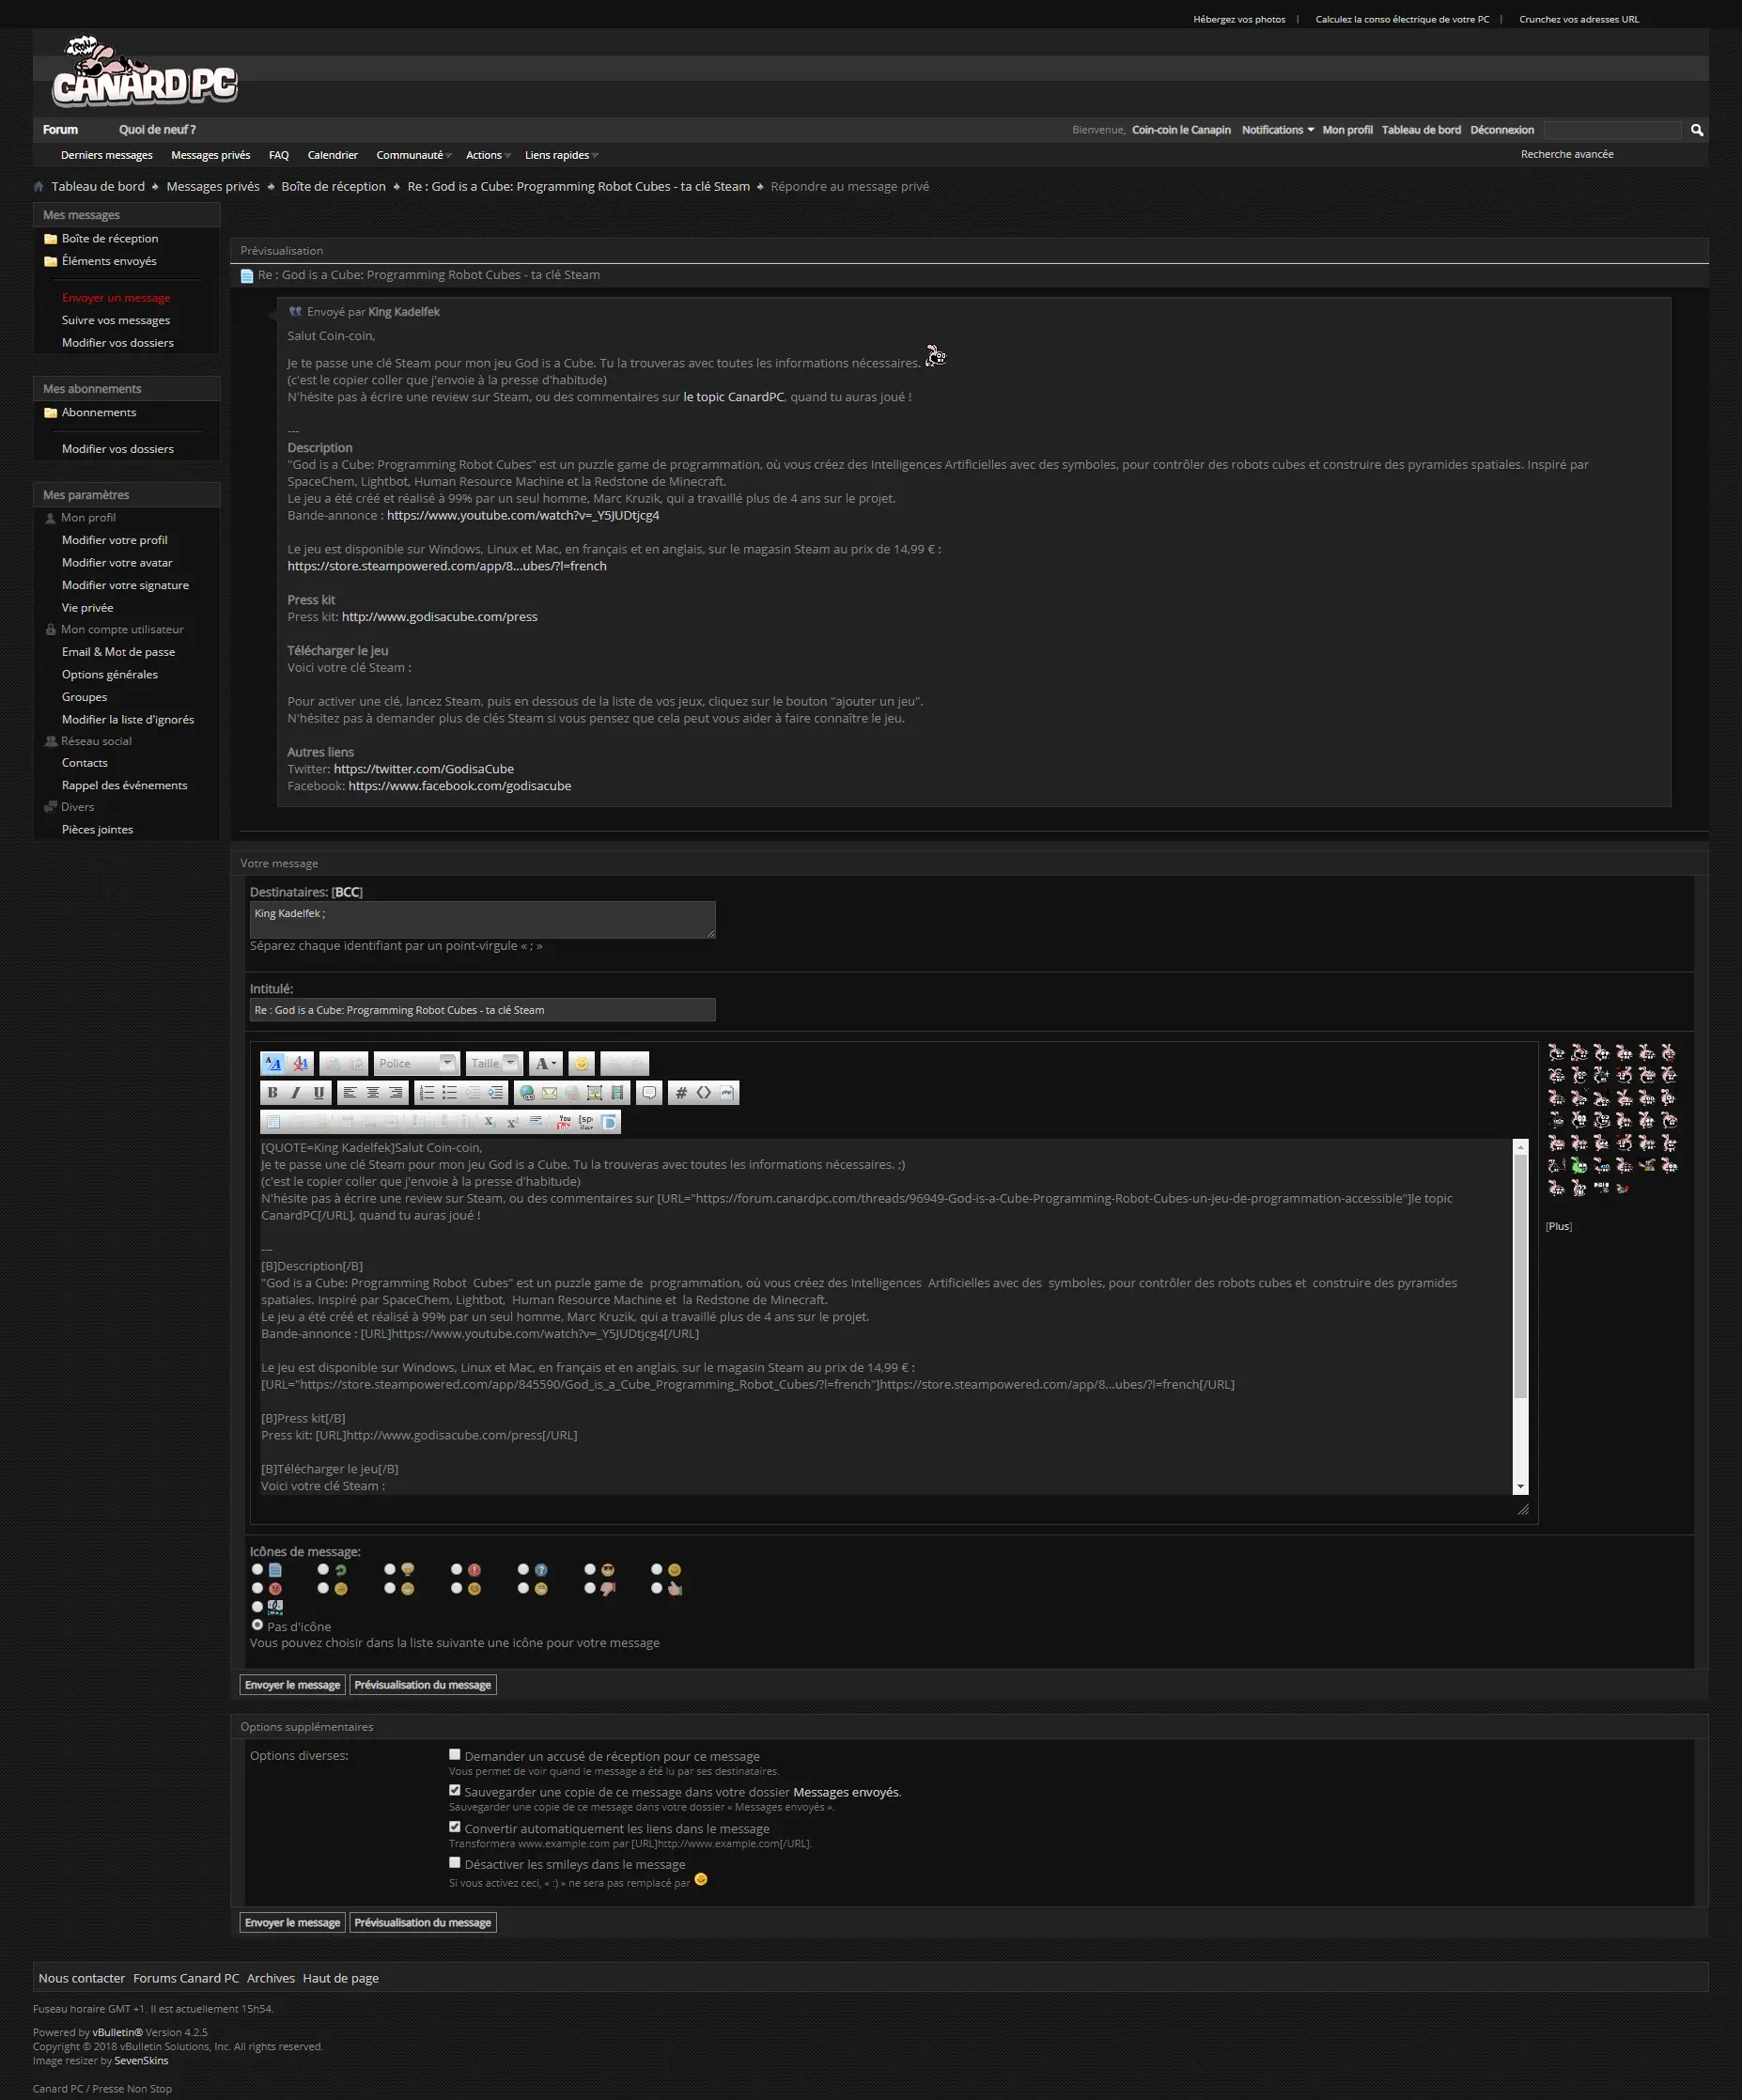 Hébergez vos photos | Calculez la conso électrique de votre PC | Crunchez vos adresses URL
CANARD PC
Forum Quoi de neuf ? Bienvenue, Coin-coin le Canapin Notifications Mon profil Tableau de bord Déconnexion
Derniers messages Messages privés FAQ Calendrier Communauté Actions Liens rapides Recherche avancée
Tableau de bord Messages privés Boîte de réception Re : God is a Cube: Programming Robot Cubes - ta clé Steam Répondre au message privé
Mes messages
Boîte de réception
Éléments envoyés
Envoyer un message
Suivre vos messages
Modifier vos dossiers
Mes abonnements
Abonnements
Modifier vos dossiers
Mes paramètres
Mon profil
Modifier votre profil
Modifier votre avatar
Modifier votre signature
Vie privée
Mon compte utilisateur
Email & Mot de passe
Options générales
Groupes
Modifier la liste d'ignorés
Réseau social
Contacts
Rappel des événements
Divers
Pièces jointes
Prévisualisation
Re : God is a Cube: Programming Robot Cubes - ta clé Steam
Envoyé par King Kadelfek
Salut Coin-coin,
Je te passe une clé Steam pour mon jeu God is a Cube. Tu la trouveras avec toutes les informations nécessaires.
(c'est le copier coller que j'envoie à la presse d'habitude)
N'hésite pas à écrire une review sur Steam, ou des commentaires sur le topic CanardPC, quand tu auras joué !
---
Description
"God is a Cube: Programming Robot Cubes" est un puzzle game de programmation, où vous créez des Intelligences Artificielles avec des symboles, pour contrôler des robots cubes et construire des pyramides spatiales. Inspiré par
SpaceChem, Lightbot, Human Resource Machine et la Redstone de Minecraft.
Le jeu a été créé et réalisé à 99% par un seul homme, Marc Kruzik, qui a travaillé plus de 4 ans sur le projet.
Bande-annonce : https://www.youtube.com/watch?v=_Y5JUDtjcg4
Le jeu est disponible sur Windows, Linux et Mac, en français et en anglais, sur le magasin Steam au prix de 14,99 € :
https://store.steampowered.com/app/8...ubes/?l=french
Press kit
Press kit: http://www.godisacube.com/press
Télécharger le jeu
Voici votre clé Steam :
Pour activer une clé, lancez Steam, puis en dessous de la liste de vos jeux, cliquez sur le bouton "ajouter un jeu".
N'hésitez pas à demander plus de clés Steam si vous pensez que cela peut vous aider à faire connaître le jeu.
Autres liens
Twitter: https://twitter.com/GodisaCube
Facebook: https://www.facebook.com/godisacube
Votre message
Destinataires: [BCC]
King Kadelfek ;
Séparez chaque identifiant par un point-virgule « ; »
Intitulé:
Re : God is a Cube: Programming Robot Cubes - ta clé Steam
Police Taille A
B I U # <>
You Tube [sp
[QUOTE=King Kadelfek]Salut Coin-coin,
Je te passe une clé Steam pour mon jeu God is a Cube. Tu la trouveras avec toutes les informations nécessaires. ;)
(c'est le copier coller que j'envoie à la presse d'habitude)
N'hésite pas à écrire une review sur Steam, ou des commentaires sur [URL="https://forum.canardpc.com/threads/96949-God-is-a-Cube-Programming-Robot-Cubes-un-jeu-de-programmation-accessible"]le topic
CanardPC[/URL], quand tu auras joué !
---
[B]Description[/B]
"God is a Cube: Programming Robot  Cubes" est un puzzle game de  programmation, où vous créez des Intelligences  Artificielles avec des  symboles, pour contrôler des robots cubes et  construire des pyramides
spatiales. Inspiré par SpaceChem, Lightbot,  Human Resource Machine et  la Redstone de Minecraft.
Le jeu a été créé et réalisé à 99% par un seul homme, Marc Kruzik, qui a travaillé plus de 4 ans sur le projet.
Bande-annonce : [URL]https://www.youtube.com/watch?v=_Y5JUDtjcg4[/URL]
Le jeu est disponible sur Windows, Linux et Mac, en français et en anglais, sur le magasin Steam au prix de 14,99 € :
[URL="https://store.steampowered.com/app/845590/God_is_a_Cube_Programming_Robot_Cubes/?l=french"]https://store.steampowered.com/app/8...ubes/?l=french[/URL]
[B]Press kit[/B]
Press kit: [URL]http://www.godisacube.com/press[/URL]
[B]Télécharger le jeu[/B]
Voici votre clé Steam :
[Plus]
Icônes de message:
Pas d'icône
Vous pouvez choisir dans la liste suivante une icône pour votre message
Envoyer le message Prévisualisation du message
Options supplémentaires
Options diverses:
Demander un accusé de réception pour ce message
Vous permet de voir quand le message a été lu par ses destinataires.
Sauvegarder une copie de ce message dans votre dossier Messages envoyés.
Sauvegarder une copie de ce message dans votre dossier « Messages envoyés ».
Convertir automatiquement les liens dans le message
Transformera www.example.com par [URL]http://www.example.com[/URL].
Désactiver les smileys dans le message
Si vous activez ceci, « :) » ne sera pas remplacé par
Envoyer le message Prévisualisation du message
Nous contacter Forums Canard PC Archives Haut de page
Fuseau horaire GMT +1. Il est actuellement 15h54.
Powered by vBulletin® Version 4.2.5
Copyright © 2018 vBulletin Solutions, Inc. All rights reserved.
Image resizer by SevenSkins
Canard PC / Presse Non Stop